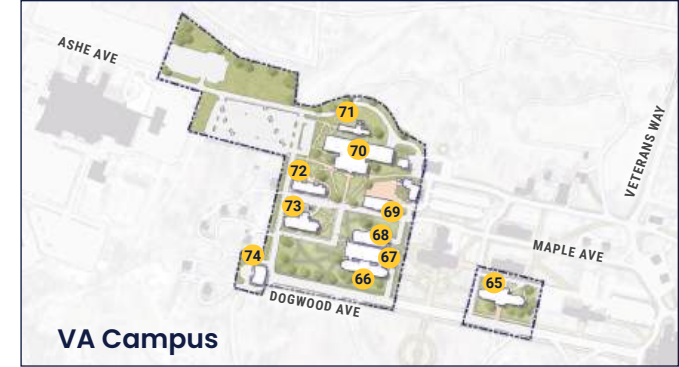 ASHE AVE
71
70
72
VETERANS WAY
73
69
68
74
67
MAPLE AVE
66
65
DOGWOOD AVE
VA Campus